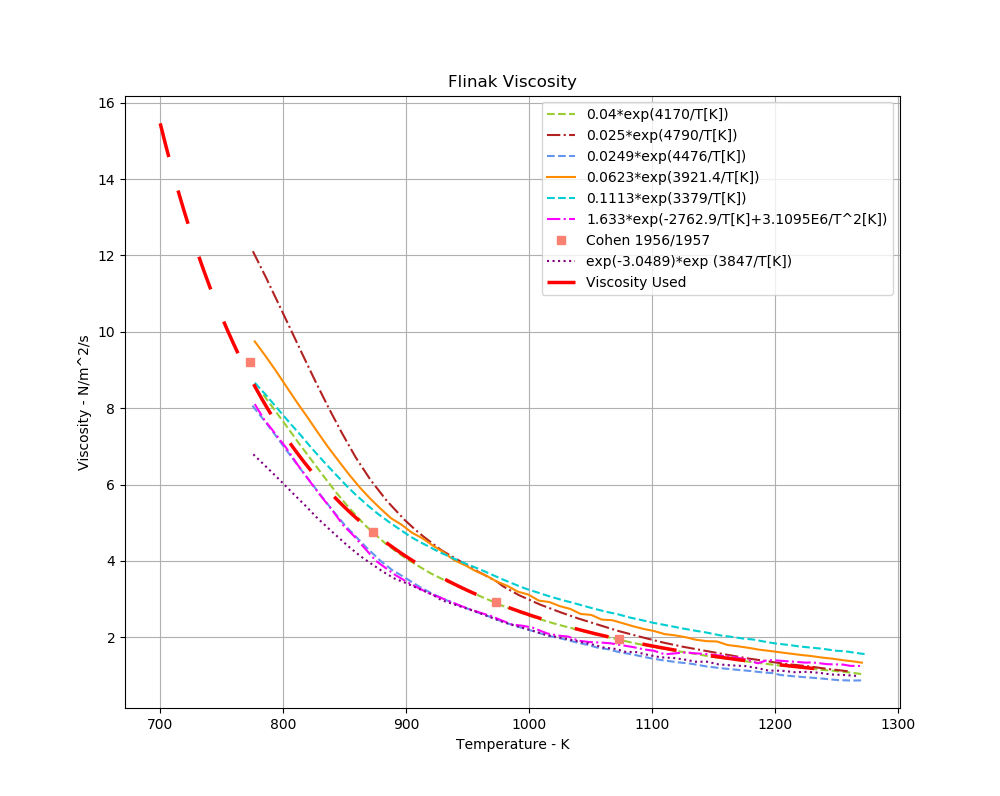 Flinak Viscosity
16
14
12
10
8
6
4
2
Viscosity - N/m^2/s
0.04*exp(4170/T[K])
0.025*exp(4790/T[K])
0.0249*exp(4476/T[K])
0.0623*exp(3921.4/T[K])
0.1113*exp(3379/T[K])
1.633*exp(-2762.9/T[K]+3.1095E6/T^2[K])
Cohen 1956/1957
exp(-3.0489)*exp (3847/T[K])
Viscosity Used
700 800 900 1000 1100 1200 1300
Temperature - K